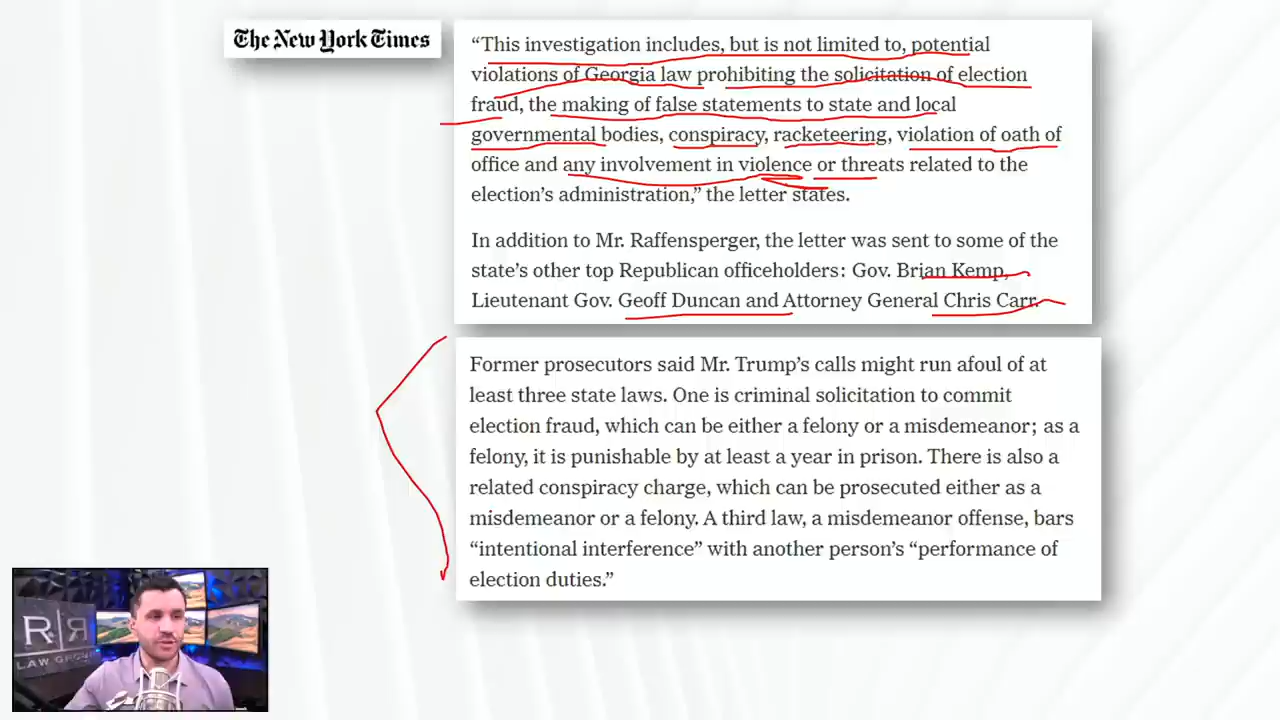 The New York Times
“This investigation includes, but is not limited to, potential
violations of Georgia law prohibiting the solicitation of election
fraud, the making of false statements to state and local
governmental bodies, conspiracy, racketeering, violation of oath of
office and any involvement in violence or threats related to the
election’s administration,” the letter states.
In addition to Mr. Raffensperger, the letter was sent to some of the
state’s other top Republican officeholders: Gov. Brian Kemp,
Lieutenant Gov. Geoff Duncan and Attorney General Chris Carr.
Former prosecutors said Mr. Trump’s calls might run afoul of at
least three state laws. One is criminal solicitation to commit
election fraud, which can be either a felony or a misdemeanor; as a
felony, it is punishable by at least a year in prison. There is also a
related conspiracy charge, which can be prosecuted either as a
misdemeanor or a felony. A third law, a misdemeanor offense, bars
“intentional interference” with another person’s “performance of
election duties.”
R|R
LAW GROUP